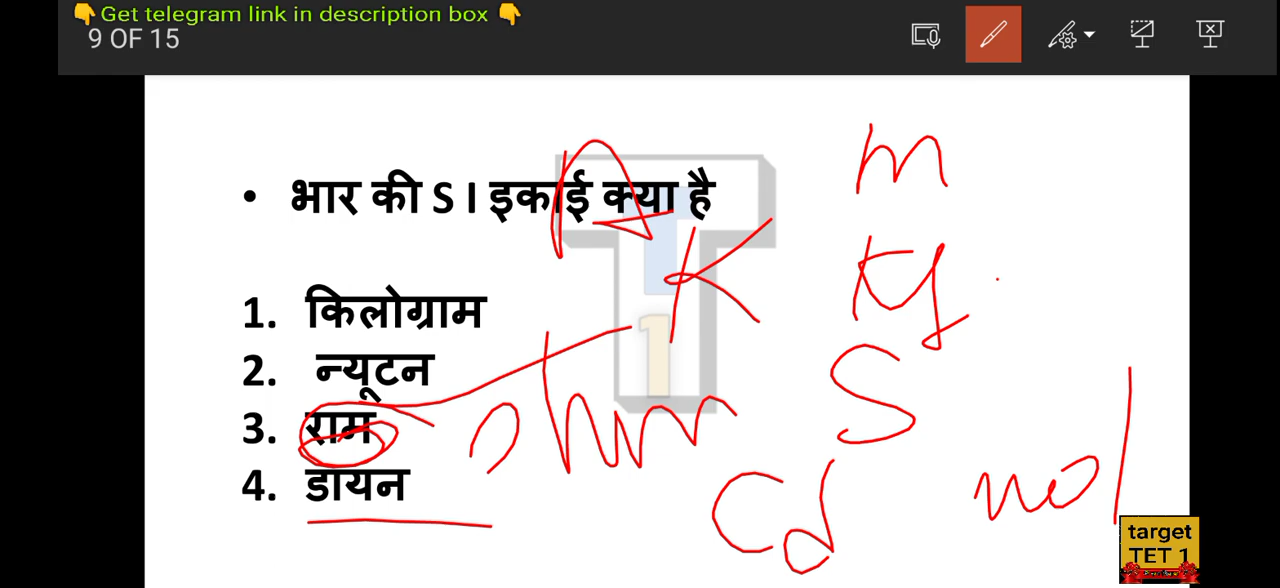 👇Get telegram link in description box 👇
9 OF 15
• भार की S I इकाई क्या है
1. किलोग्राम
2. न्यूटन
3. राम
4. डायन
m
K
Kg
ohm
S
Cd
mol
target
TET 1